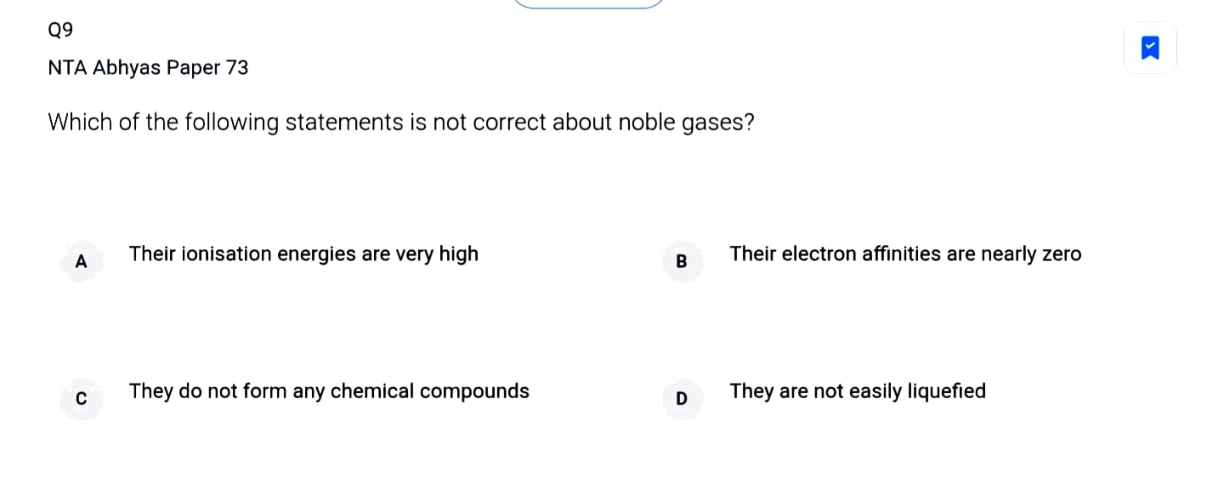 Q9
NTA Abhyas Paper 73
Which of the following statements is not correct about noble gases?
A Their ionisation energies are very high
B Their electron affinities are nearly zero
C They do not form any chemical compounds
D They are not easily liquefied